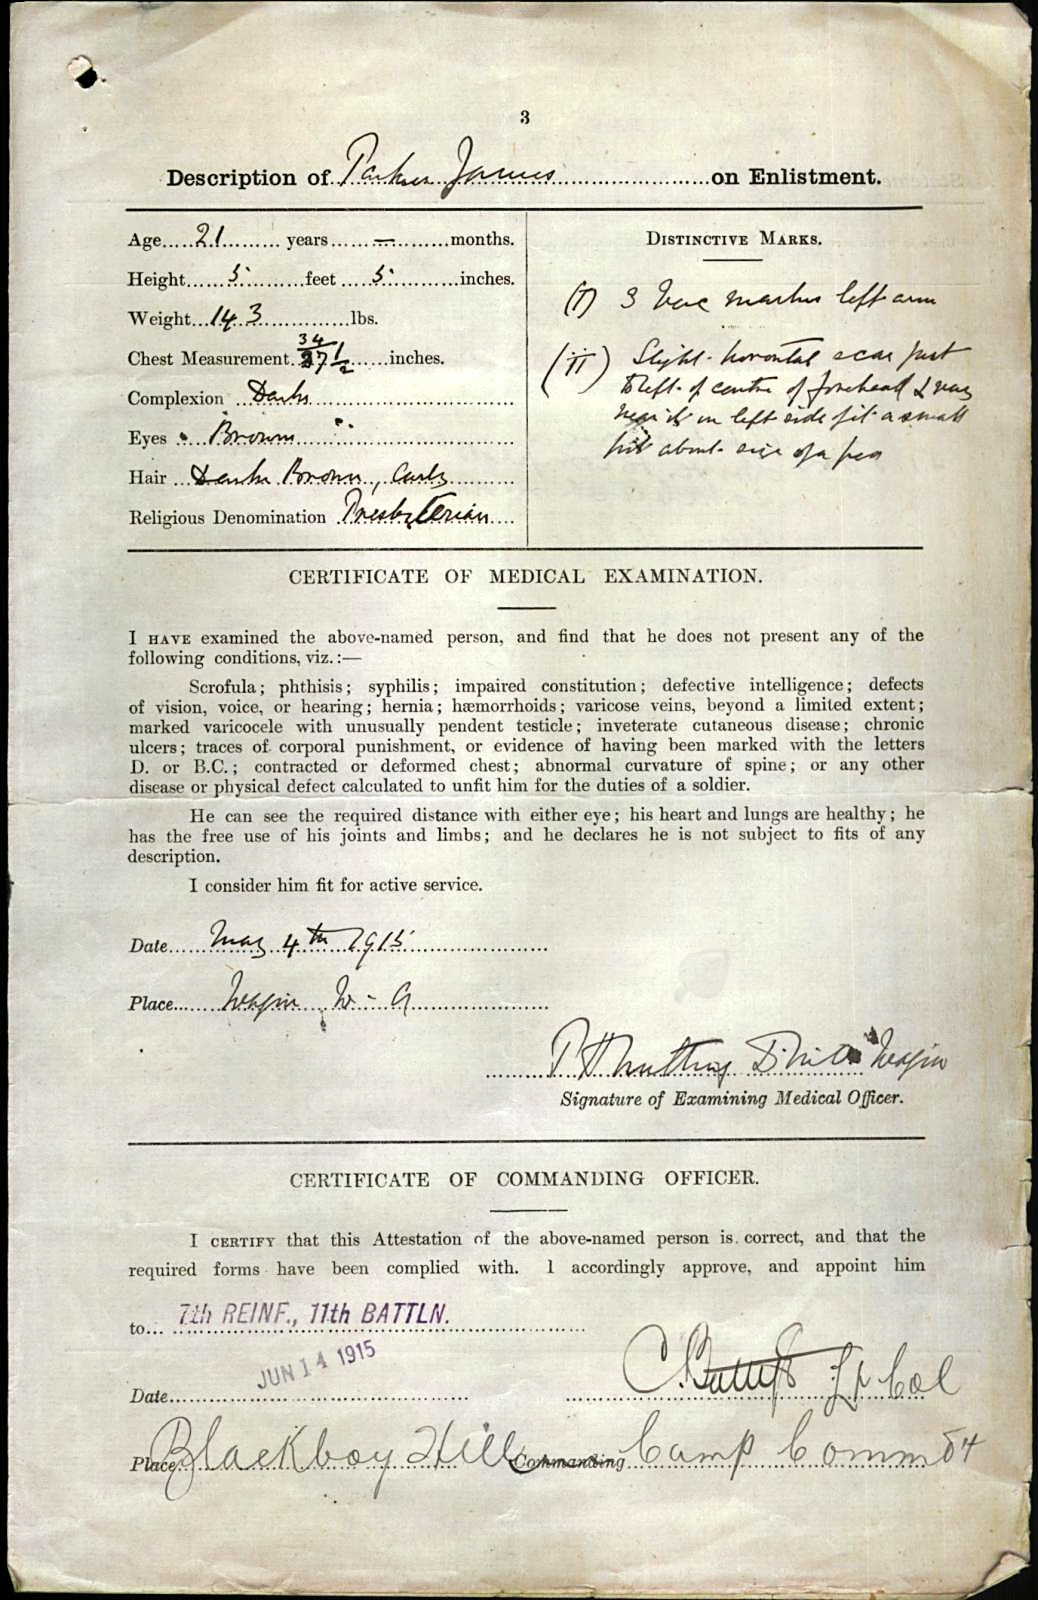 3
Description of Parker James on Enlistment.
Age 21 years — months.
Height 5 feet 5 inches.
Weight 143 lbs.
Chest Measurement 34 37 1/2 inches.
Complexion Dark
Eyes Brown
Hair Dark Brown, Curly
Religious Denomination Presbyterian
DISTINCTIVE MARKS.
(I) 3 Vacc marks left arm
(II) Slight horontal scar just
to left of centre of forehead & very
in left side of it a small
pit about size of a pea
CERTIFICATE OF MEDICAL EXAMINATION.
I HAVE examined the above-named person, and find that he does not present any of the
following conditions, viz.:—
Scrofula; phthisis; syphilis; impaired constitution; defective intelligence; defects
of vision, voice, or hearing; hernia; hæmorrhoids; varicose veins, beyond a limited extent;
marked varicocele with unusually pendent testicle; inveterate cutaneous disease; chronic
ulcers; traces of corporal punishment, or evidence of having been marked with the letters
D. or B.C.; contracted or deformed chest; abnormal curvature of spine; or any other
disease or physical defect calculated to unfit him for the duties of a soldier.
He can see the required distance with either eye; his heart and lungs are healthy; he
has the free use of his joints and limbs; and he declares he is not subject to fits of any
description.
I consider him fit for active service.
Date May 4th 1915
Place Wagin W-A
Wagin
Signature of Examining Medical Officer.
CERTIFICATE OF COMMANDING OFFICER.
I CERTIFY that this Attestation of the above-named person is correct, and that the
required forms have been complied with. I accordingly approve, and appoint him
to 7th REINF., 11th BATTLN.
JUN 14 1915
Date Lt Col
Place Blackboy Hill Commanding Camp Commdt